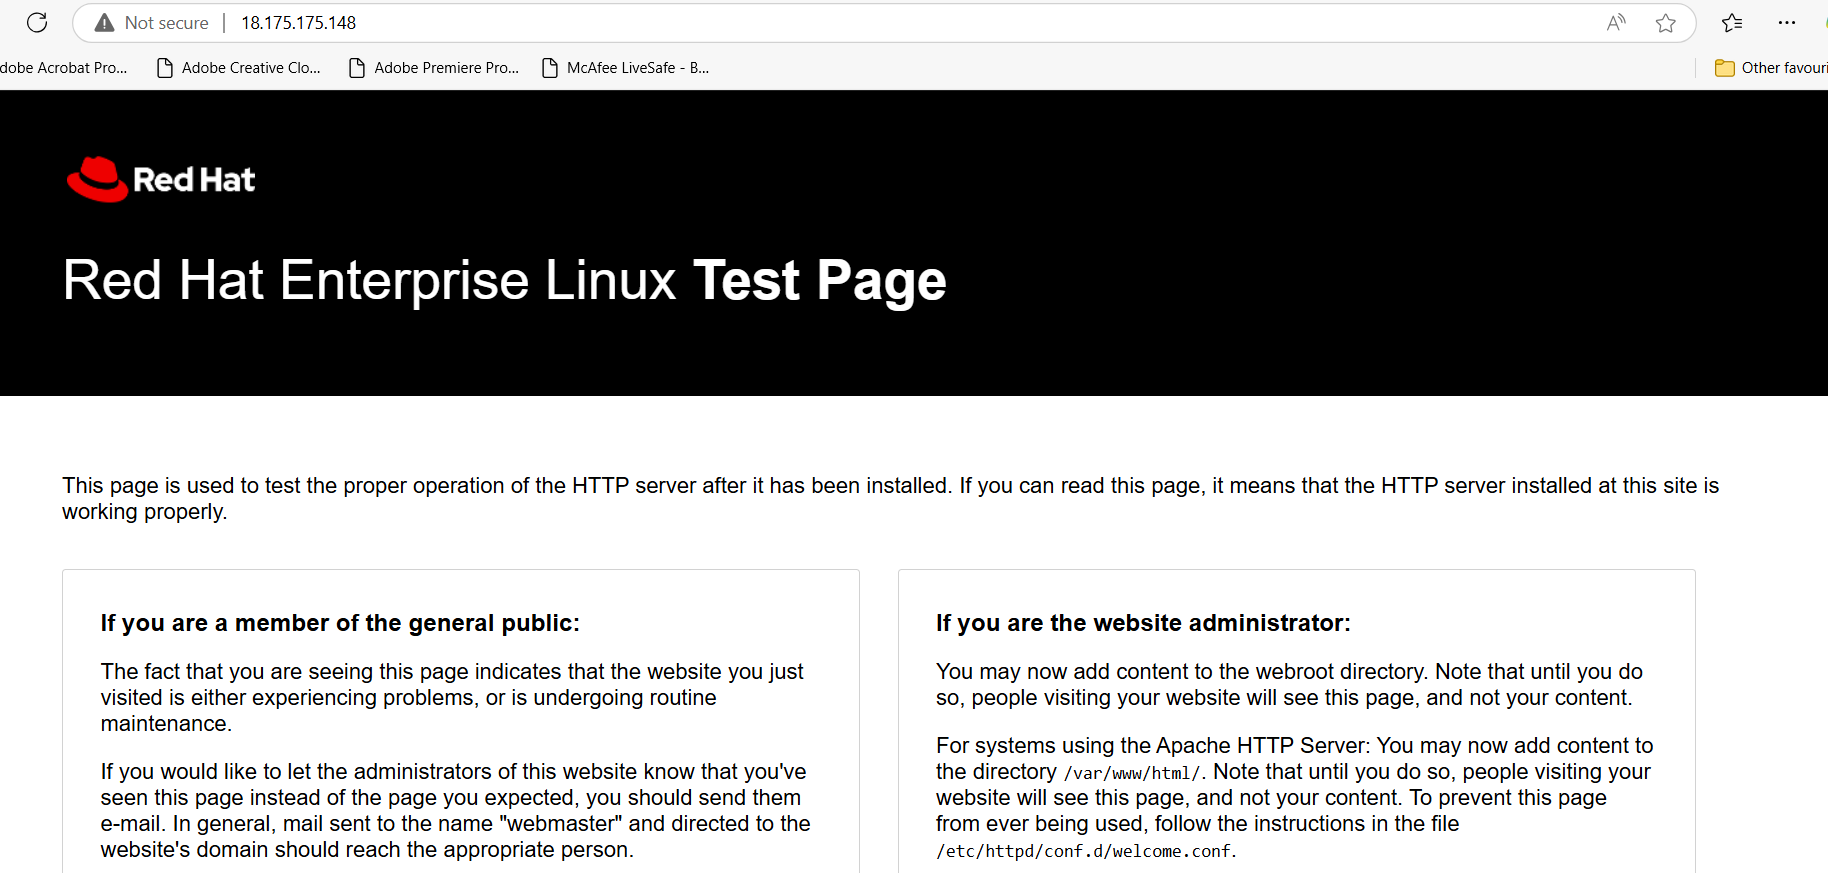 Not secure 18.175.175.148
dobe Acrobat Pro... Adobe Creative Clo... Adobe Premiere Pro... McAfee LiveSafe - B... Other favouri
Red Hat
Red Hat Enterprise Linux Test Page
This page is used to test the proper operation of the HTTP server after it has been installed. If you can read this page, it means that the HTTP server installed at this site is
working properly.
If you are a member of the general public:
The fact that you are seeing this page indicates that the website you just
visited is either experiencing problems, or is undergoing routine
maintenance.
If you would like to let the administrators of this website know that you've
seen this page instead of the page you expected, you should send them
e-mail. In general, mail sent to the name "webmaster" and directed to the
website's domain should reach the appropriate person.
If you are the website administrator:
You may now add content to the webroot directory. Note that until you do
so, people visiting your website will see this page, and not your content.
For systems using the Apache HTTP Server: You may now add content to
the directory /var/www/html/. Note that until you do so, people visiting your
website will see this page, and not your content. To prevent this page
from ever being used, follow the instructions in the file
/etc/httpd/conf.d/welcome.conf.